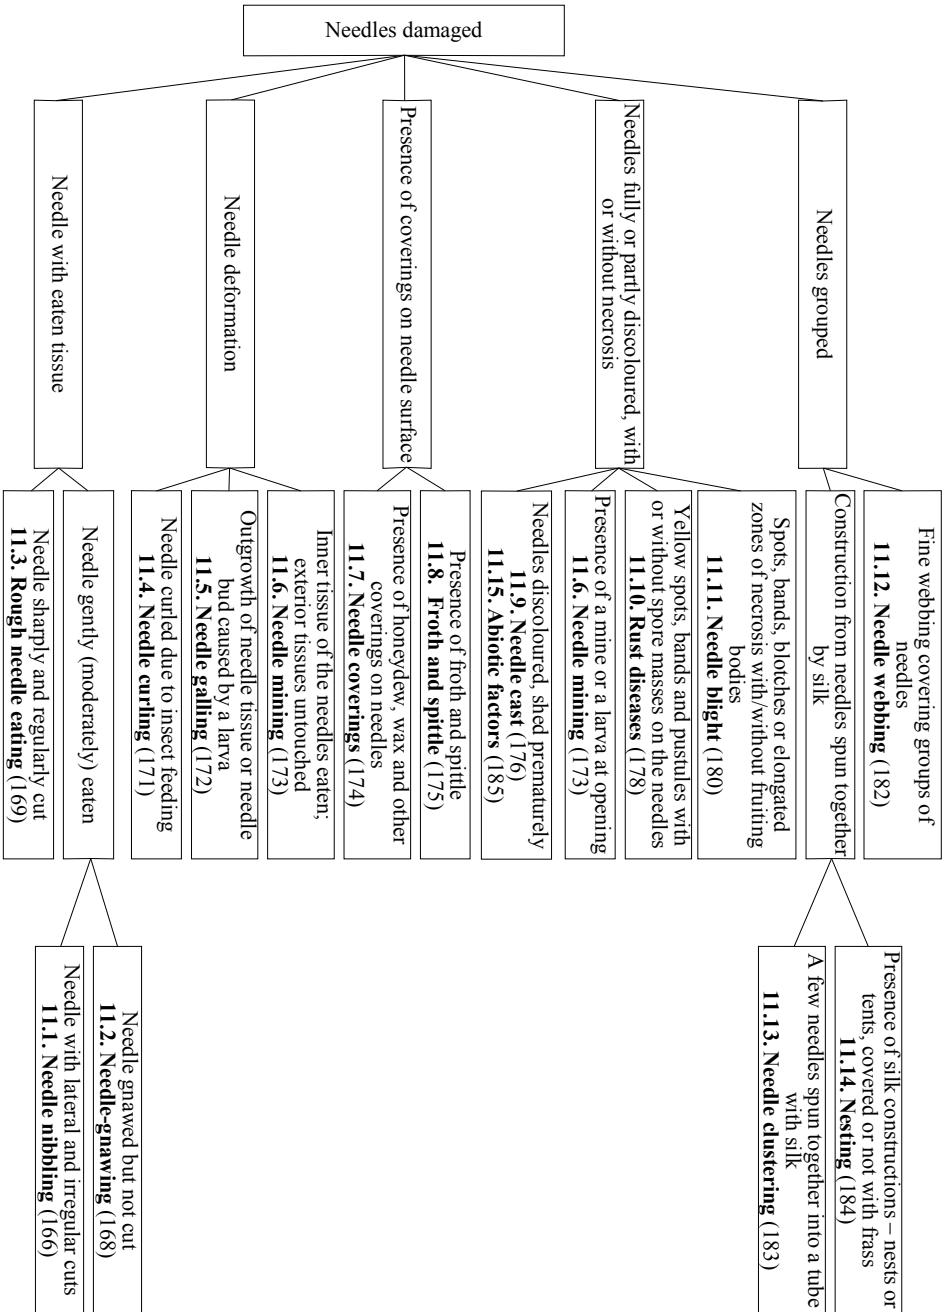 Needles damaged
Needle with eaten tissue
Needle deformation
Presence of coverings on needle surface
Needles fully or partly discoloured, with
or without necrosis
Needles grouped
Needle sharply and regularly cut
11.3. Rough needle eating (169)
Needle gently (moderately) eaten
Needle curled due to insect feeding
11.4. Needle curling (171)
Outgrowth of needle tissue or needle
bud caused by a larva
11.5. Needle galling (172)
Inner tissue of the needles eaten;
exterior tissues untouched
11.6. Needle mining (173)
Presence of honeydew, wax and other
coverings on needles
11.7. Needle coverings (174)
Presence of froth and spittle
11.8. Froth and spittle (175)
Needles discoloured, shed prematurely
11.9. Needle cast (176)
11.15. Abiotic factors (185)
Presence of a mine or a larva at opening
11.6. Needle mining (173)
Yellow spots, bands and pustules with
or without spore masses on the needles
11.10. Rust diseases (178)
Spots, bands, blotches or elongated
zones of necrosis with/without fruiting
bodies
11.11. Needle blight (180)
Construction from needles spun together
by silk
Fine webbing covering groups of
needles
11.12. Needle webbing (182)
Needle with lateral and irregular cuts
11.1. Needle nibbling (166)
Needle gnawed but not cut
11.2. Needle-gnawing (168)
A few needles spun together into a tube
with silk
11.13. Needle clustering (183)
Presence of silk constructions – nests or
tents, covered or not with frass
11.14. Nesting (184)